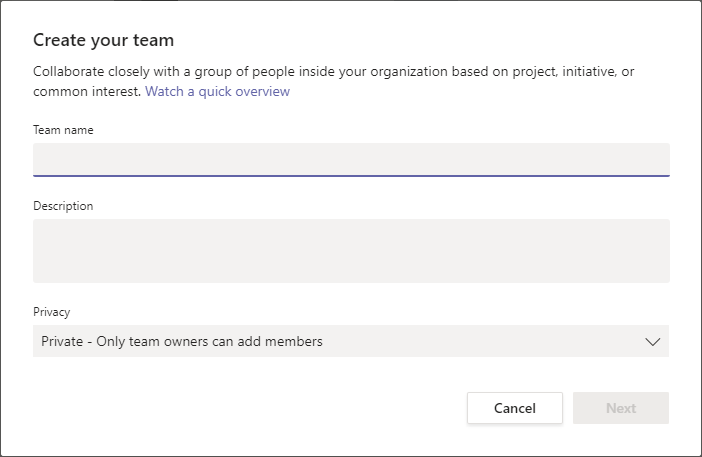 Create your team
Collaborate closely with a group of people inside your organization based on project, initiative, or
common interest. Watch a quick overview
Team name
Description
Privacy
Private - Only team owners can add members
Cancel
Next